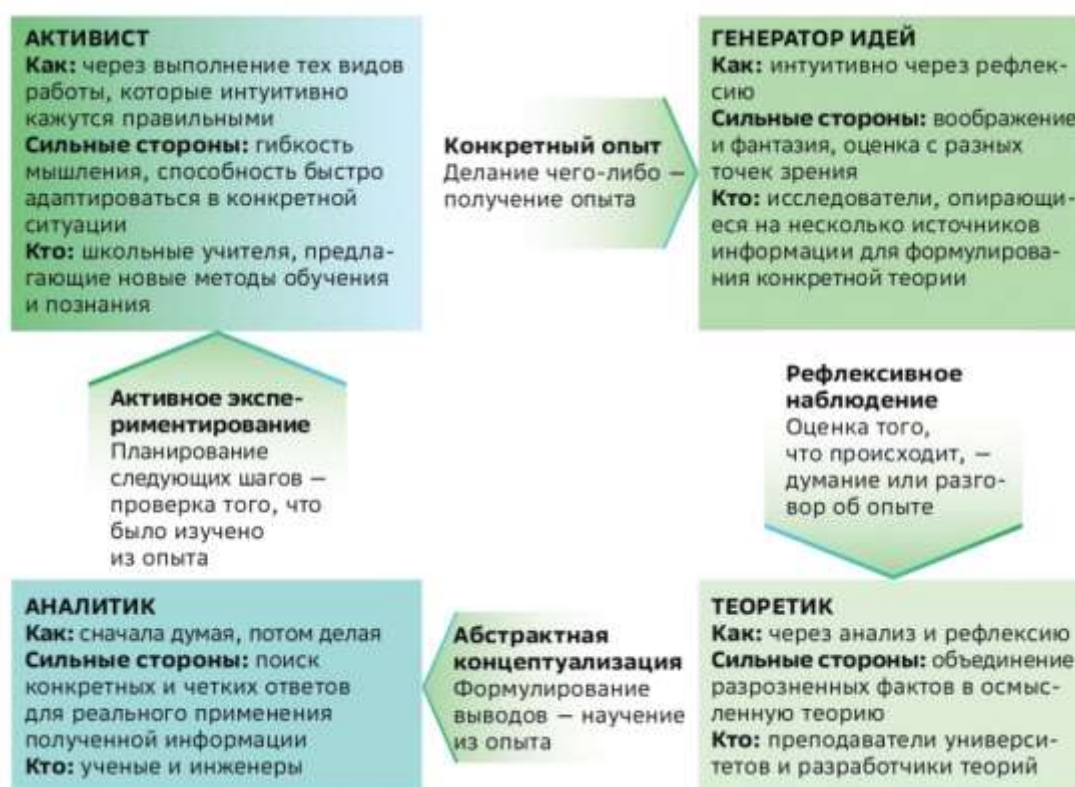 АКТИВИСТ
Как: через выполнение тех видов
работы, которые интуитивно
кажутся правильными
Сильные стороны: гибкость
мышления, способность быстро
адаптироваться в конкретной
ситуации
Кто: школьные учителя, предла-
гающие новые методы обучения
и познания
Конкретный опыт
Делание чего-либо —
получение опыта
ГЕНЕРАТОР ИДЕЙ
Как: интуитивно через рефлек-
сию
Сильные стороны: воображение
и фантазия, оценка с разных
точек зрения
Кто: исследователи, опирающи-
еся на несколько источников
информации для формулирова-
ния конкретной теории
Рефлексивное
наблюдение
Оценка того,
что происходит, —
думание или разго-
вор об опыте
ТЕОРЕТИК
Как: через анализ и рефлексию
Сильные стороны: объединение
разрозненных фактов в осмыс-
ленную теорию
Кто: преподаватели универси-
тетов и разработчики теорий
Абстрактная
концептуализация
Формулирование
выводов — научение
из опыта
АНАЛИТИК
Как: сначала думая, потом делая
Сильные стороны: поиск
конкретных и четких ответов
для реального применения
полученной информации
Кто: ученые и инженеры
Активное экспе-
риментирование
Планирование
следующих шагов —
проверка того, что
было изучено
из опыта